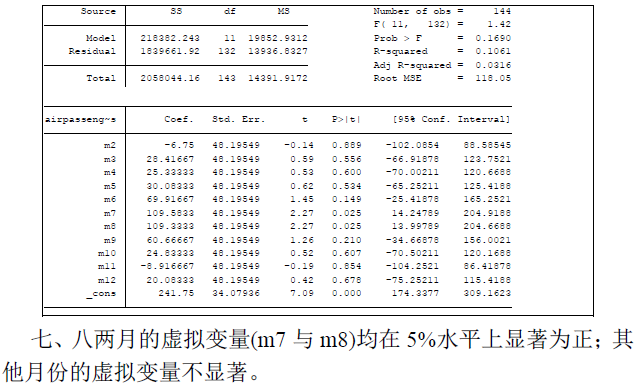 Source SS df MS Number of obs = 144
F( 11, 132) = 1.42
Model 218382.243 11 19852.9312 Prob > F = 0.1690
Residual 1839661.92 132 13936.8327 R-squared = 0.1061
Adj R-squared = 0.0316
Total 2058044.16 143 14391.9172 Root MSE = 118.05
airpasseng~s Coef. Std. Err. t P>|t| [95% Conf. Interval]
m2 -6.75 48.19549 -0.14 0.889 -102.0854 88.58545
m3 28.41667 48.19549 0.59 0.556 -66.91878 123.7521
m4 25.33333 48.19549 0.53 0.600 -70.00211 120.6688
m5 30.08333 48.19549 0.62 0.534 -65.25211 125.4188
m6 69.91667 48.19549 1.45 0.149 -25.41878 165.2521
m7 109.5833 48.19549 2.27 0.025 14.24789 204.9188
m8 109.3333 48.19549 2.27 0.025 13.99789 204.6688
m9 60.66667 48.19549 1.26 0.210 -34.66878 156.0021
m10 24.83333 48.19549 0.52 0.607 -70.50211 120.1688
m11 -8.916667 48.19549 -0.19 0.854 -104.2521 86.41878
m12 20.08333 48.19549 0.42 0.678 -75.25211 115.4188
_cons 241.75 34.07936 7.09 0.000 174.3377 309.1623
七、八两月的虚拟变量(m7 与 m8)均在 5%水平上显著为正；其
他月份的虚拟变量不显著。